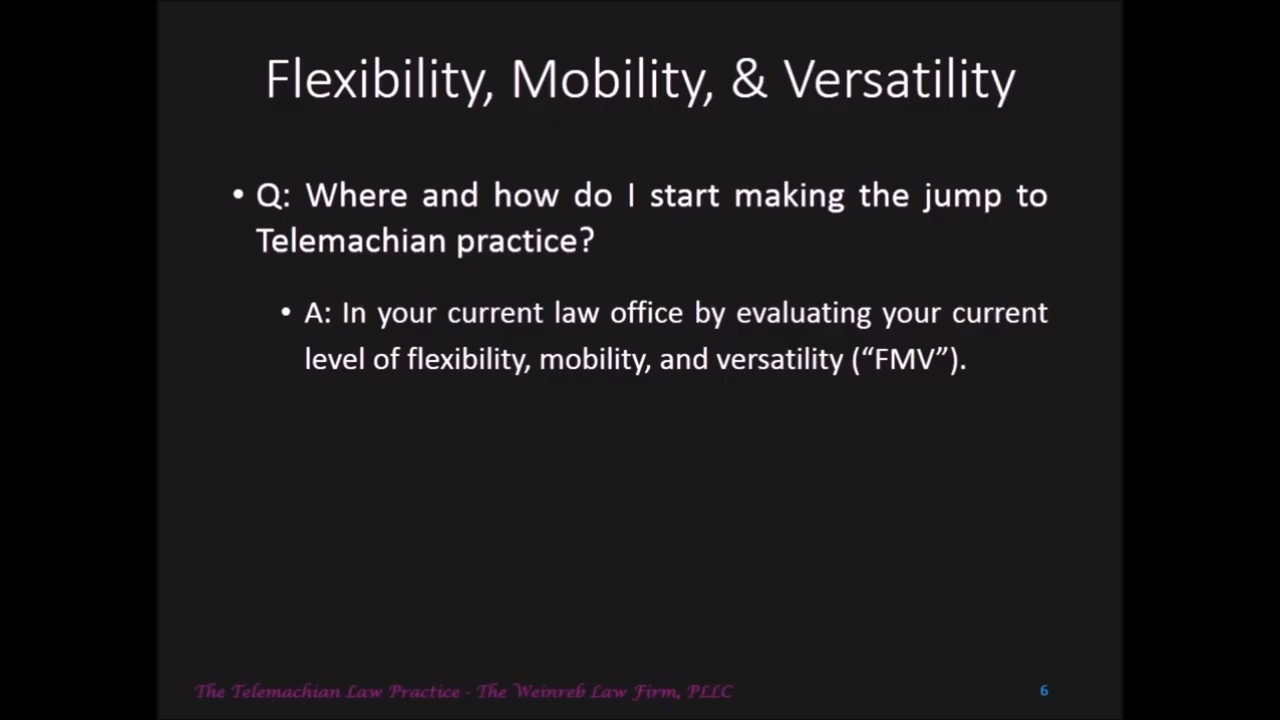 Flexibility, Mobility, & Versatility
• Q: Where and how do I start making the jump to
Telemachian practice?
• A: In your current law office by evaluating your current
level of flexibility, mobility, and versatility (“FMV”).
The Telemachian Law Practice - The Weinreb Law Firm, PLLC
6